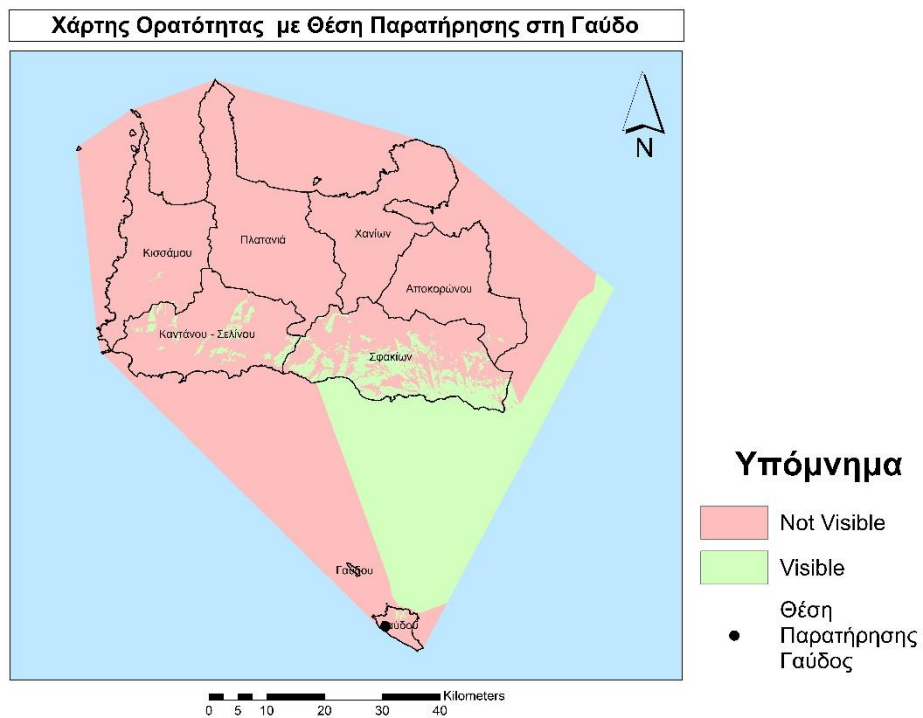 Χάρτης Ορατότητας με Θέση Παρατήρησης στη Γαύδο
N
Χανίων
Πλατανιά
Κισσάμου
Αποκορώνου
Καντάνου - Σελίνου
Σφακίων
Γαύδου
Υπόμνημα
Not Visible
Visible
Θέση
Παρατήρησης
Γαύδος
Kilometers
0 5 10 20 30 40